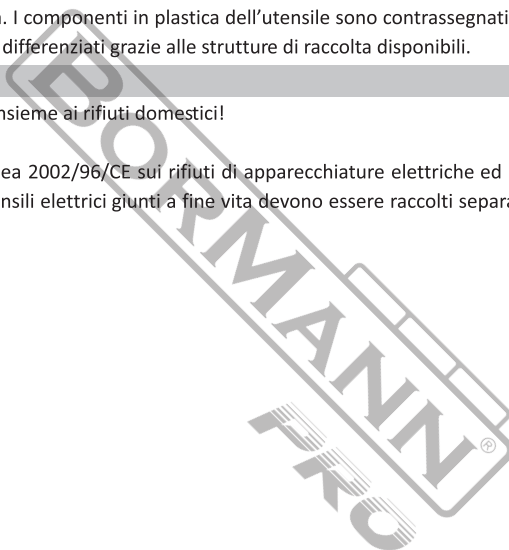 . I componenti in plastica dell'utensile sono contrassegnati
differenziati grazie alle strutture di raccolta disponibili.
nsieme ai rifiuti domestici!
ea 2002/96/CE sui rifiuti di apparecchiature elettriche ed
nsili elettrici giunti a fine vita devono essere raccolti separa
BORMANN®
PRO